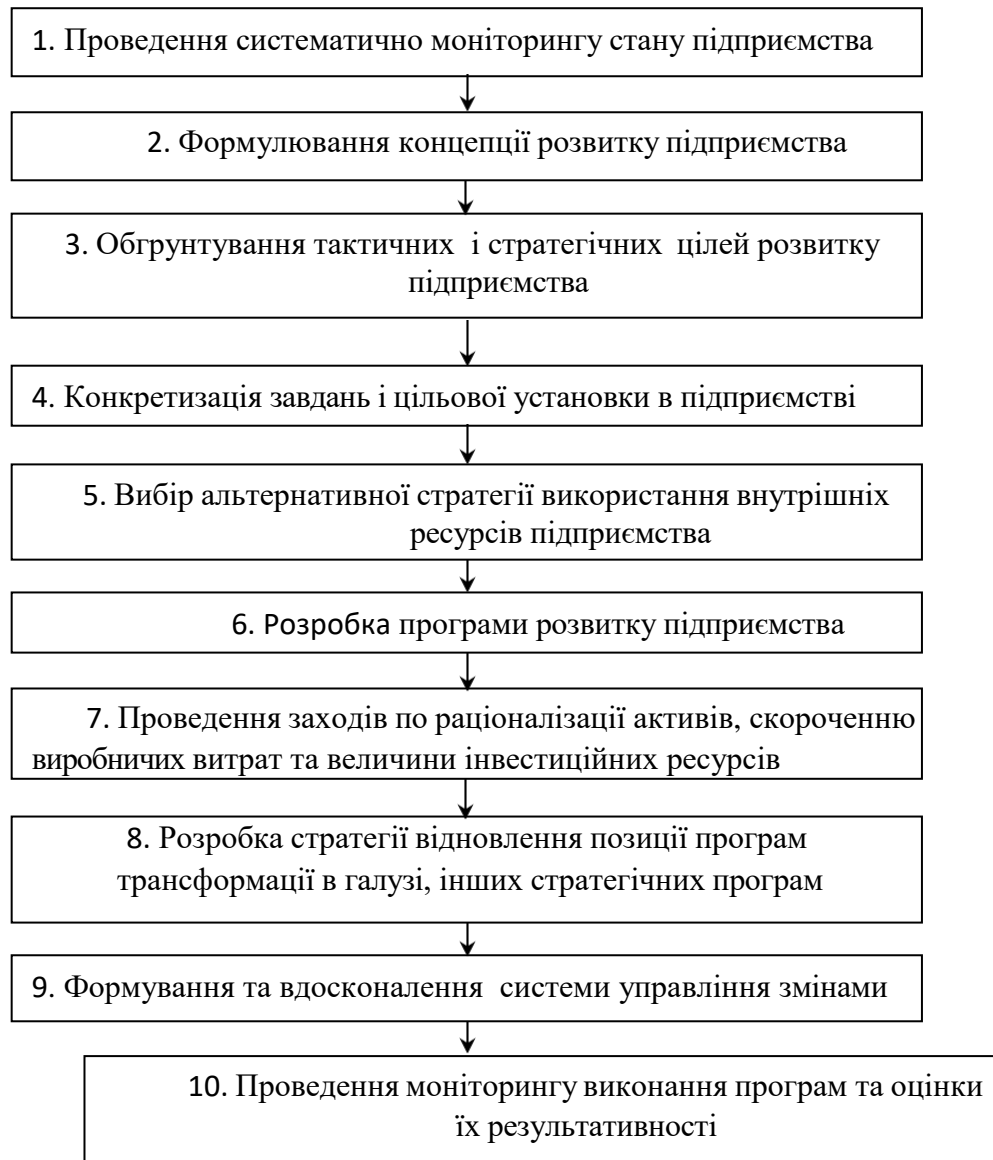 1. Проведення систематично моніторингу стану підприємства
2. Формулювання концепції розвитку підприємства
3. Обгрунтування тактичних і стратегічних цілей розвитку
підприємства
4. Конкретизація завдань і цільової установки в підприємстві
5. Вибір альтернативної стратегії використання внутрішніх
ресурсів підприємства
6. Розробка програми розвитку підприємства
7. Проведення заходів по раціоналізації активів, скороченню
виробничих витрат та величини інвестиційних ресурсів
8. Розробка стратегії відновлення позиції програм
трансформації в галузі, інших стратегічних програм
9. Формування та вдосконалення системи управління змінами
10. Проведення моніторингу виконання програм та оцінки
їх результативності